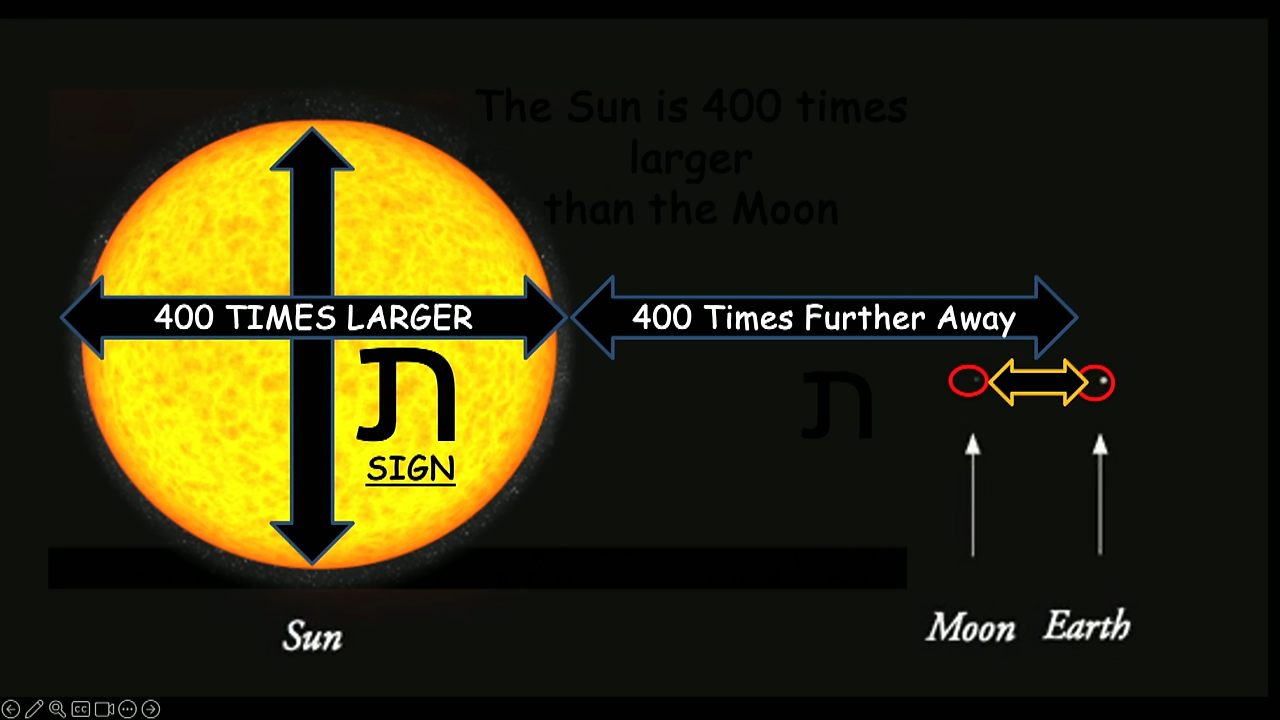 The Sun is 400 times
larger
than the Moon
400 TIMES LARGER
400 Times Further Away
ת
ת
SIGN
Sun
Moon
Earth
CC